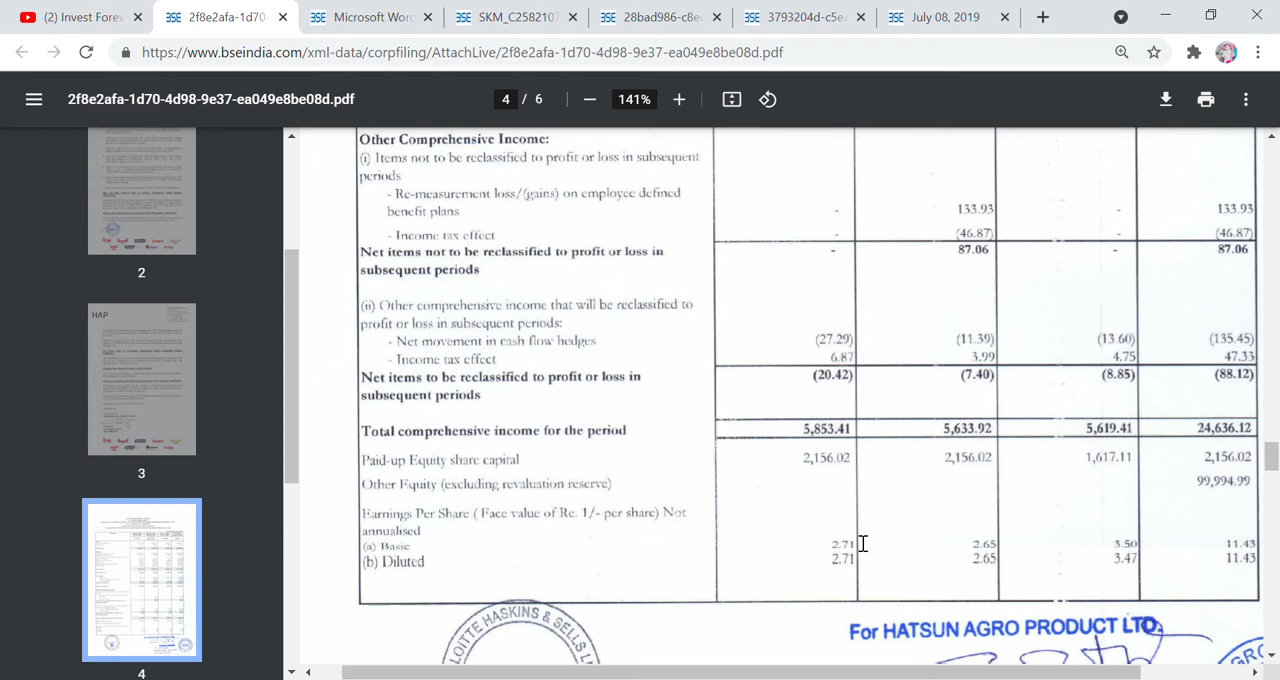 (2) Invest Forev
2f8e2afa-1d70-
Microsoft Word
SKM_C2582107
28bad986-c8ec
3793204d-c5ea
July 08, 2019
https://www.bseindia.com/xml-data/corpfiling/AttachLive/2f8e2afa-1d70-4d98-9e37-ea049e8be08d.pdf
2f8e2afa-1d70-4d98-9e37-ea049e8be08d.pdf
4 / 6
141%
2
HAP
3
4
Other Comprehensive Income:
(i) Items not to be reclassified to profit or loss in subsequent
periods
- Re-measurement loss/(gains) on employee defined
benefit plans - 133.93 - 133.93
- Income tax effect - (46.87) - (46.87)
Net items not to be reclassified to profit or loss in - 87.06 - 87.06
subsequent periods
(ii) Other comprehensive income that will be reclassified to
profit or loss in subsequent periods:
- Net movement in cash flow hedges (27.29) (11.39) (13.60) (135.45)
- Income tax effect 6.87 3.99 4.75 47.33
Net items to be reclassified to profit or loss in (20.42) (7.40) (8.85) (88.12)
subsequent periods
Total comprehensive income for the period 5,853.41 5,633.92 5,619.41 24,636.12
Paid-up Equity share capital 2,156.02 2,156.02 1,617.11 2,156.02
Other Equity (excluding revaluation reserve) 99,994.99
Earnings Per Share ( Face value of Re. 1/- per share) Not
annualised
(a) Basic 2.71 2.65 3.50 11.43
(b) Diluted 2.71 2.65 3.47 11.43
LOITTE HASKINS & SELLS L
For HATSUN AGRO PRODUCT LTD.